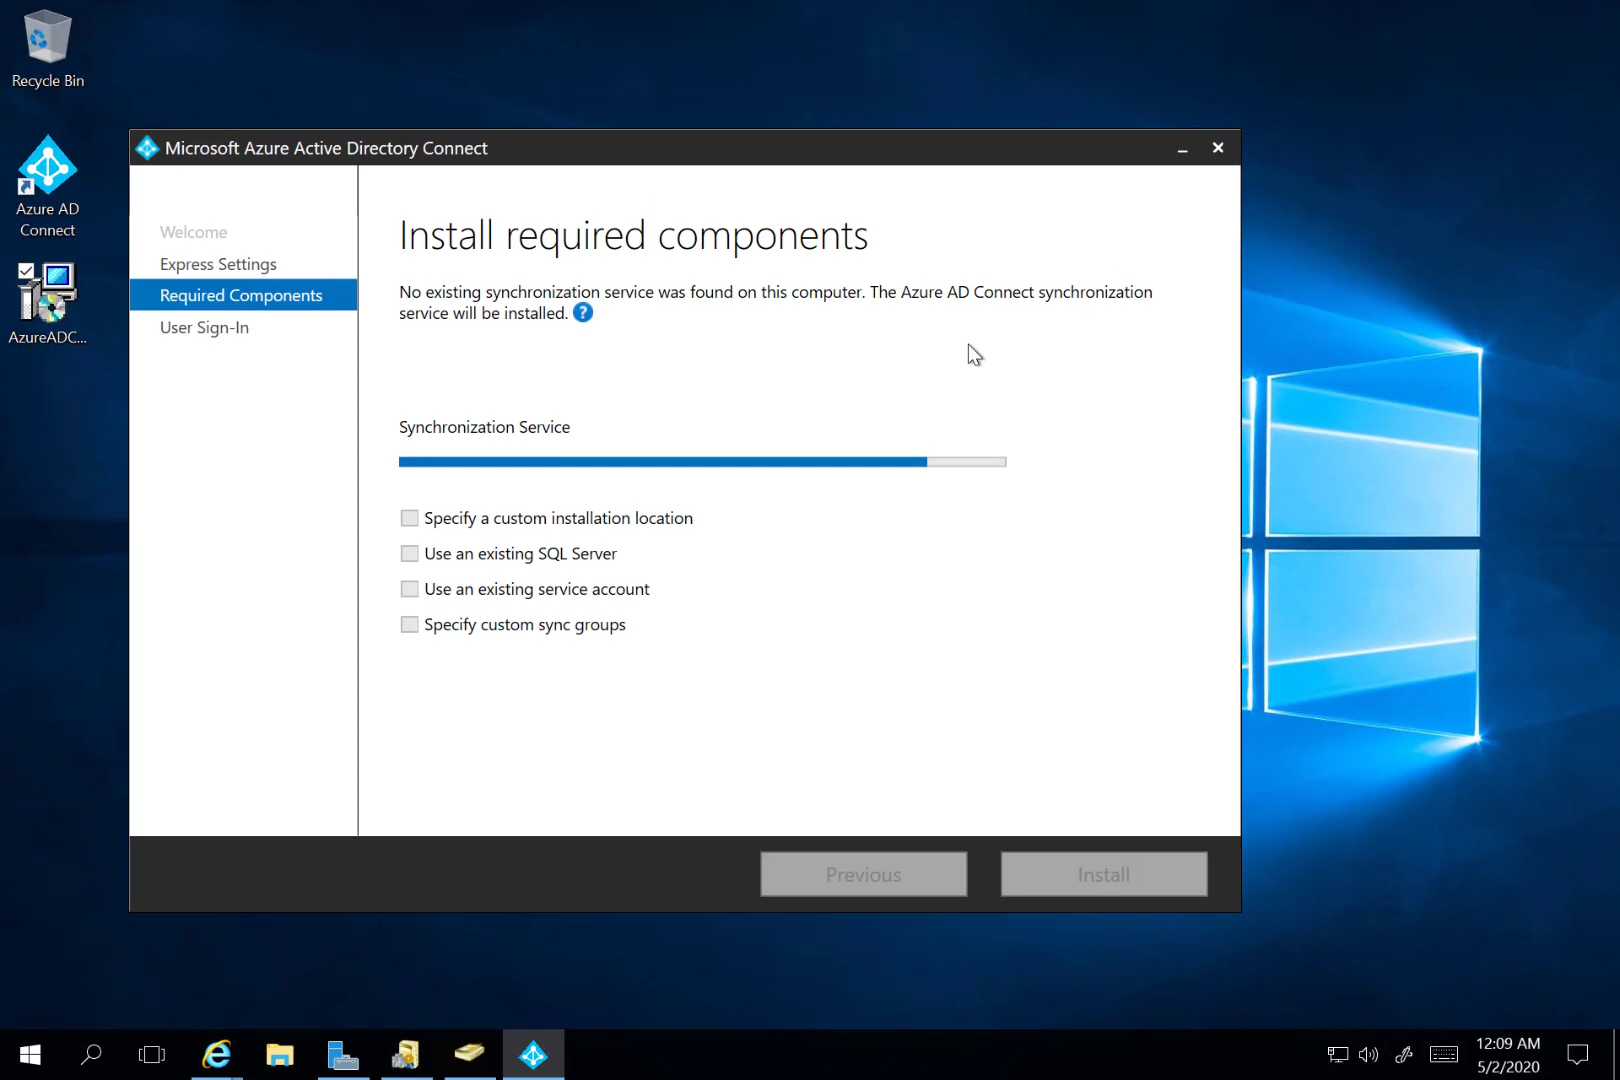 Recycle Bin
Azure AD
Connect
AzureADC...
Microsoft Azure Active Directory Connect
Welcome
Express Settings
Required Components
User Sign-In
Install required components
No existing synchronization service was found on this computer. The Azure AD Connect synchronization
service will be installed. ?
Synchronization Service
Specify a custom installation location
Use an existing SQL Server
Use an existing service account
Specify custom sync groups
Previous
Install
12:09 AM
5/2/2020